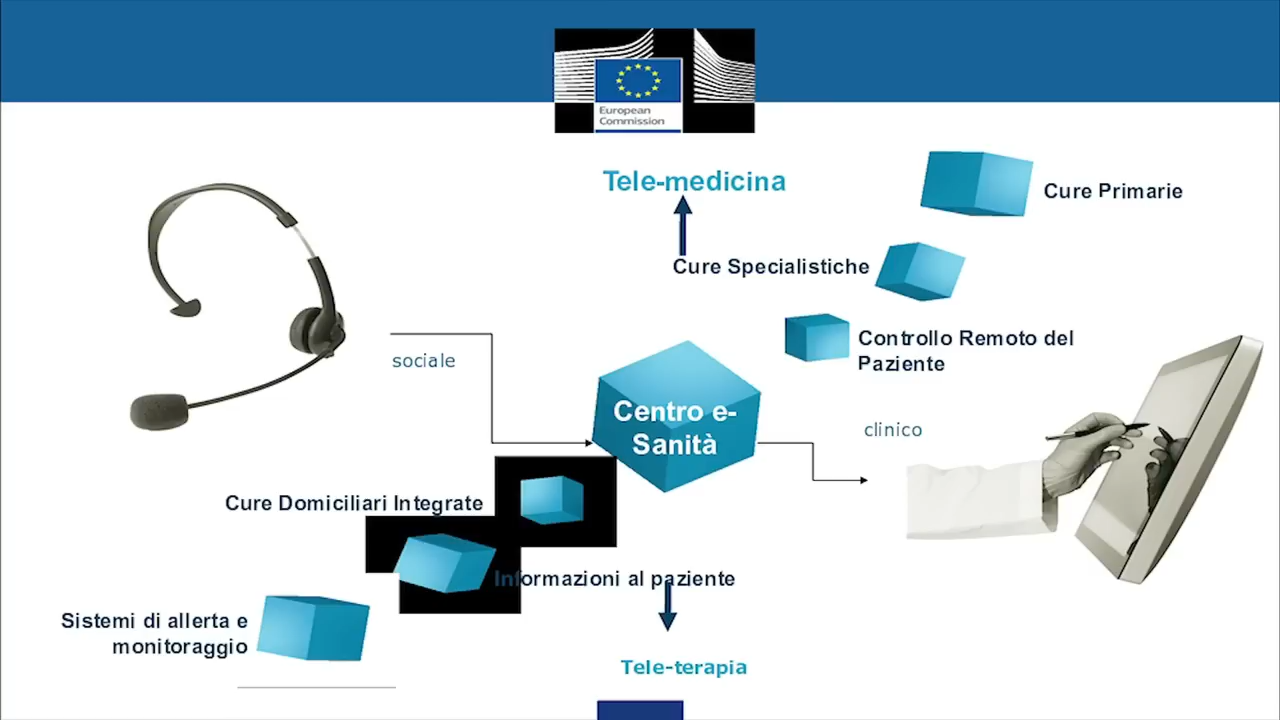 European
Commission
Tele-medicina
Cure Primarie
Cure Specialistiche
Controllo Remoto del
Paziente
sociale
Centro e-
Sanità
clinico
Cure Domiciliari Integrate
Informazioni al paziente
Sistemi di allerta e
monitoraggio
Tele-terapia